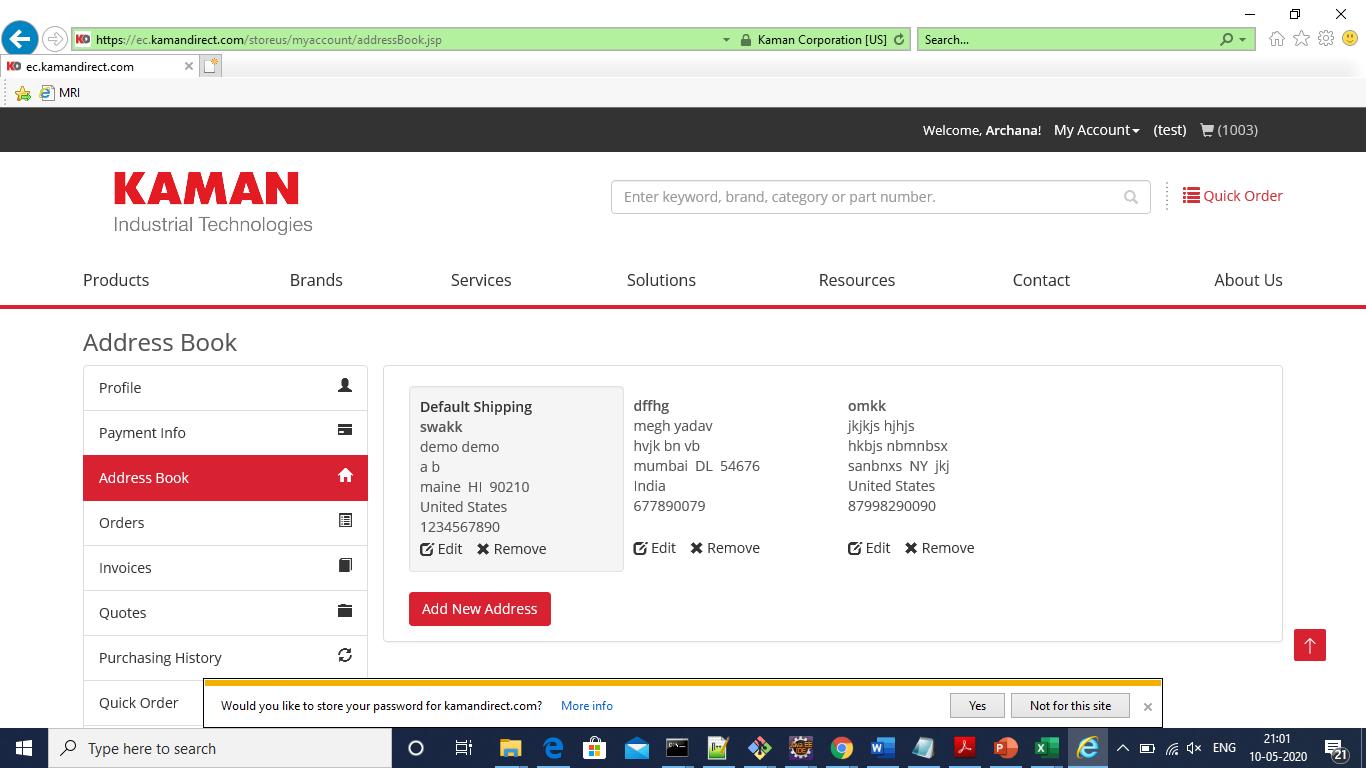 https://ec.kamandirect.com/storeus/myaccount/addressBook.jsp
Kaman Corporation [US]
Search...
ec.kamandirect.com
MRI
Welcome, Archana! My Account (test) (1003)
KAMAN
Industrial Technologies
Enter keyword, brand, category or part number.
Quick Order
Products Brands Services Solutions Resources Contact About Us
Address Book
Profile
Payment Info
Address Book
Orders
Invoices
Quotes
Purchasing History
Quick Order
Default Shipping
swakk
demo demo
a b
maine HI 90210
United States
1234567890
Edit Remove
dffhg
megh yadav
hvjk bn vb
mumbai DL 54676
India
677890079
Edit Remove
omkk
jkjkjs hjhjs
hkbjs nbmnbsx
sanbnxs NY jkj
United States
87998290090
Edit Remove
Add New Address
Would you like to store your password for kamandirect.com? More info Yes Not for this site
Type here to search
ENG
21:01
10-05-2020
21